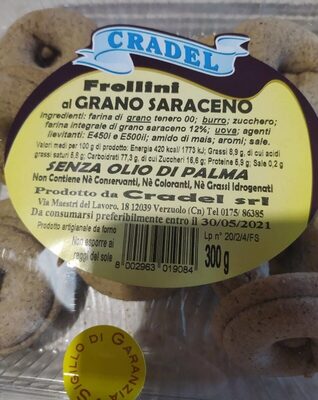 CRADEL
Frollini
al GRANO SARACENO
Ingredienti: farina di grano tenero 00; burro; zucchero;
farina integrale di grano saraceno 12%; uova; agenti
lievitanti: E450i e E500ii; amido di mais; aromi; sale.
Valori medi per 100 g di prodotto: Energia 420 kcal/ 1773 kJ; Grassi 8,9 g, di cui acidi
grassi saturi 5,8 g; Carboidrati 77,3 g, di cui Zuccheri 16,6 g; Proteine 5,9 g; Sale 0,2 g
SENZA OLIO DI PALMA
Non Contiene Nè Conservanti, Nè Coloranti, Nè Grassi Idrogenati
Prodotto da Cradel srl
Via Maestri del Lavoro, 18 12039 Verzuolo (Cn) Tel 0175/ 86385
Da consumarsi preferibilmente entro il 30/05/2021
Prodotto artigianale da forno
Lp n° 20/2/4/FS
Non esporre ai
raggi del sole
300 g
8 002963 019084
SIGILLO DI GARANZIA